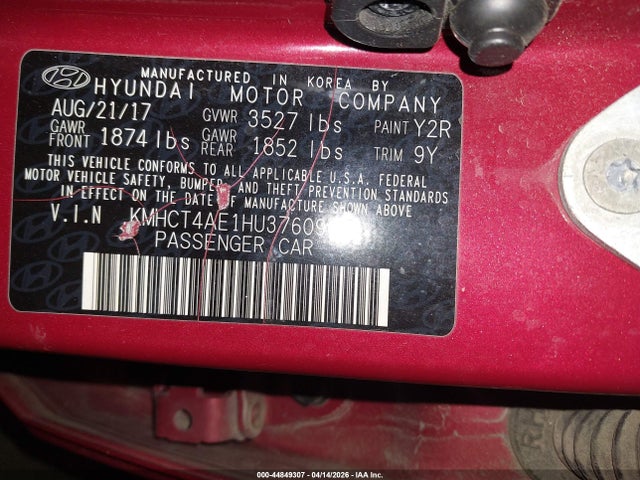 MANUFACTURED IN KOREA BY
HYUNDAI MOTOR COMPANY
AUG/21/17 GVWR 3527 lbs PAINT Y2R
GAWR FRONT 1874 lbs GAWR REAR 1852 lbs TRIM 9Y
THIS VEHICLE CONFORMS TO ALL APPLICABLE U.S.A. FEDERAL
MOTOR VEHICLE SAFETY, BUMPER, AND THEFT PREVENTION STANDARDS
IN EFFECT ON THE DATE OF MANUFACTURE SHOWN ABOVE
V.I.N KMHCT4AE1HU37609
PASSENGER CAR
000-44849307 - 04/14/2026 - IAA Inc.